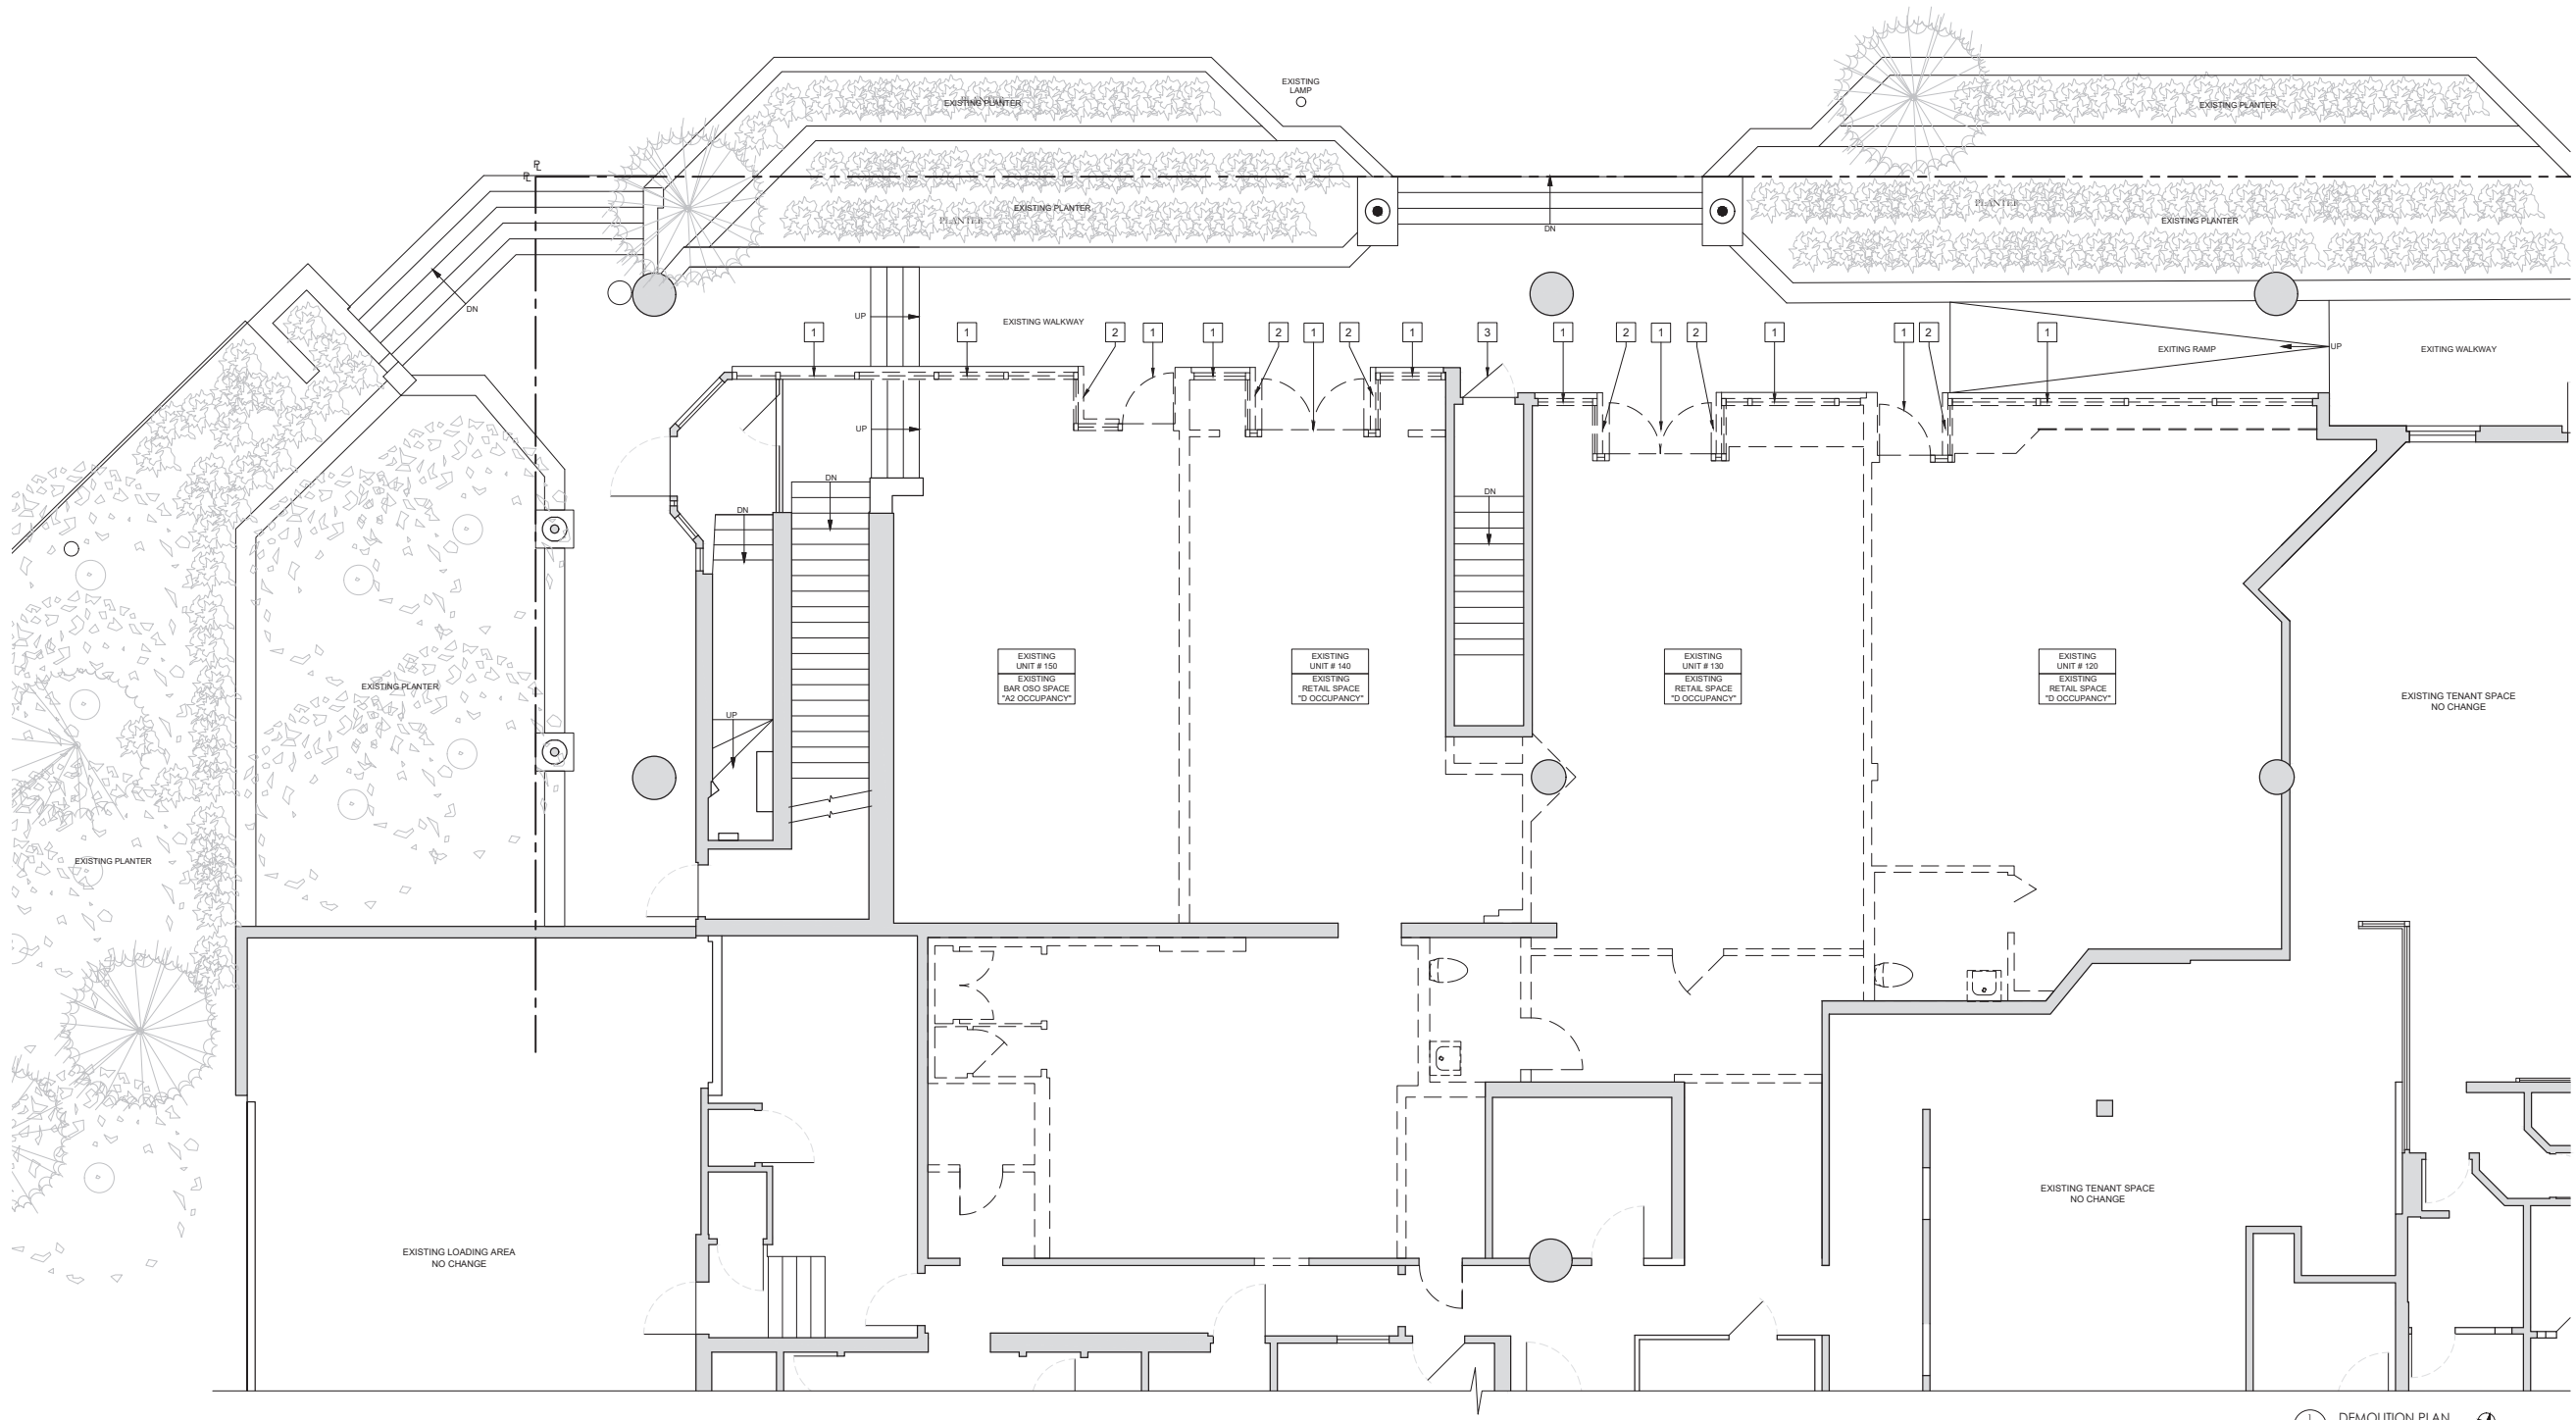 EXISTING
LAMP
PLANTER
EXISTING PLANTER
EXISTING PLANTER
PL
PL
PLANTER
EXISTING PLANTER
PLANTER
EXISTING PLANTER
DN
DN
UP
EXISTING WALKWAY
1
1
2
1
1
2
1
2
1
3
1
2
1
2
1
1
2
1
EXITING RAMP
UP
EXITING WALKWAY
UP
DN
DN
DN
EXISTING
UNIT # 150
EXISTING
BAR OSO SPACE
"A2 OCCUPANCY"
EXISTING
UNIT # 140
EXISTING
RETAIL SPACE
"D OCCUPANCY"
EXISTING
UNIT # 130
EXISTING
RETAIL SPACE
"D OCCUPANCY"
EXISTING
UNIT # 120
EXISTING
RETAIL SPACE
"D OCCUPANCY"
EXISTING TENANT SPACE
NO CHANGE
EXISTING PLANTER
UP
EXISTING PLANTER
EXISTING TENANT SPACE
NO CHANGE
EXISTING LOADING AREA
NO CHANGE
DEMOLITION PLAN